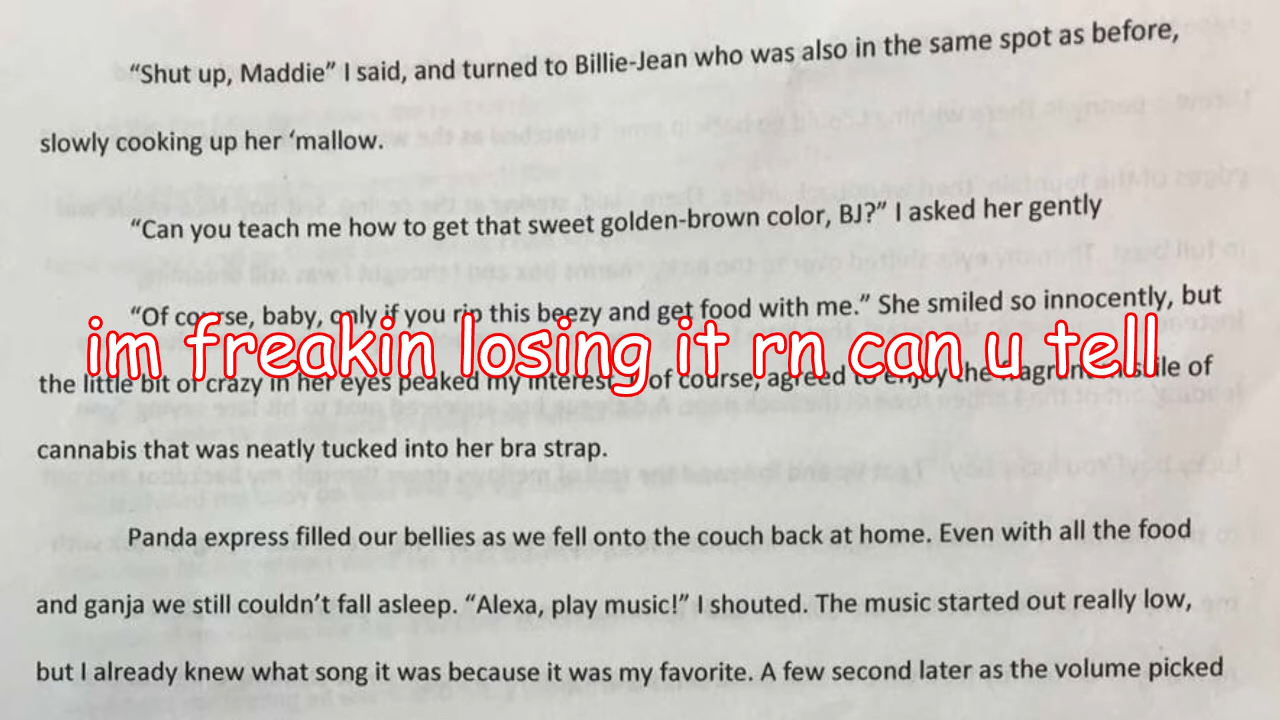 “Shut up, Maddie” I said, and turned to Billie-Jean who was also in the same spot as before,
slowly cooking up her ‘mallow.
“Can you teach me how to get that sweet golden-brown color, BJ?” I asked her gently
“Of course, baby, only if you rip this beezy and get food with me.” She smiled so innocently, but
im freakin losing it rn can u tell
the little bit of crazy in her eyes peaked my interest of course, agreed to enjoy the of
cannabis that was neatly tucked into her bra strap.
Panda express filled our bellies as we fell onto the couch back at home. Even with all the food
and ganja we still couldn’t fall asleep. “Alexa, play music!” I shouted. The music started out really low,
but I already knew what song it was because it was my favorite. A few second later as the volume picked